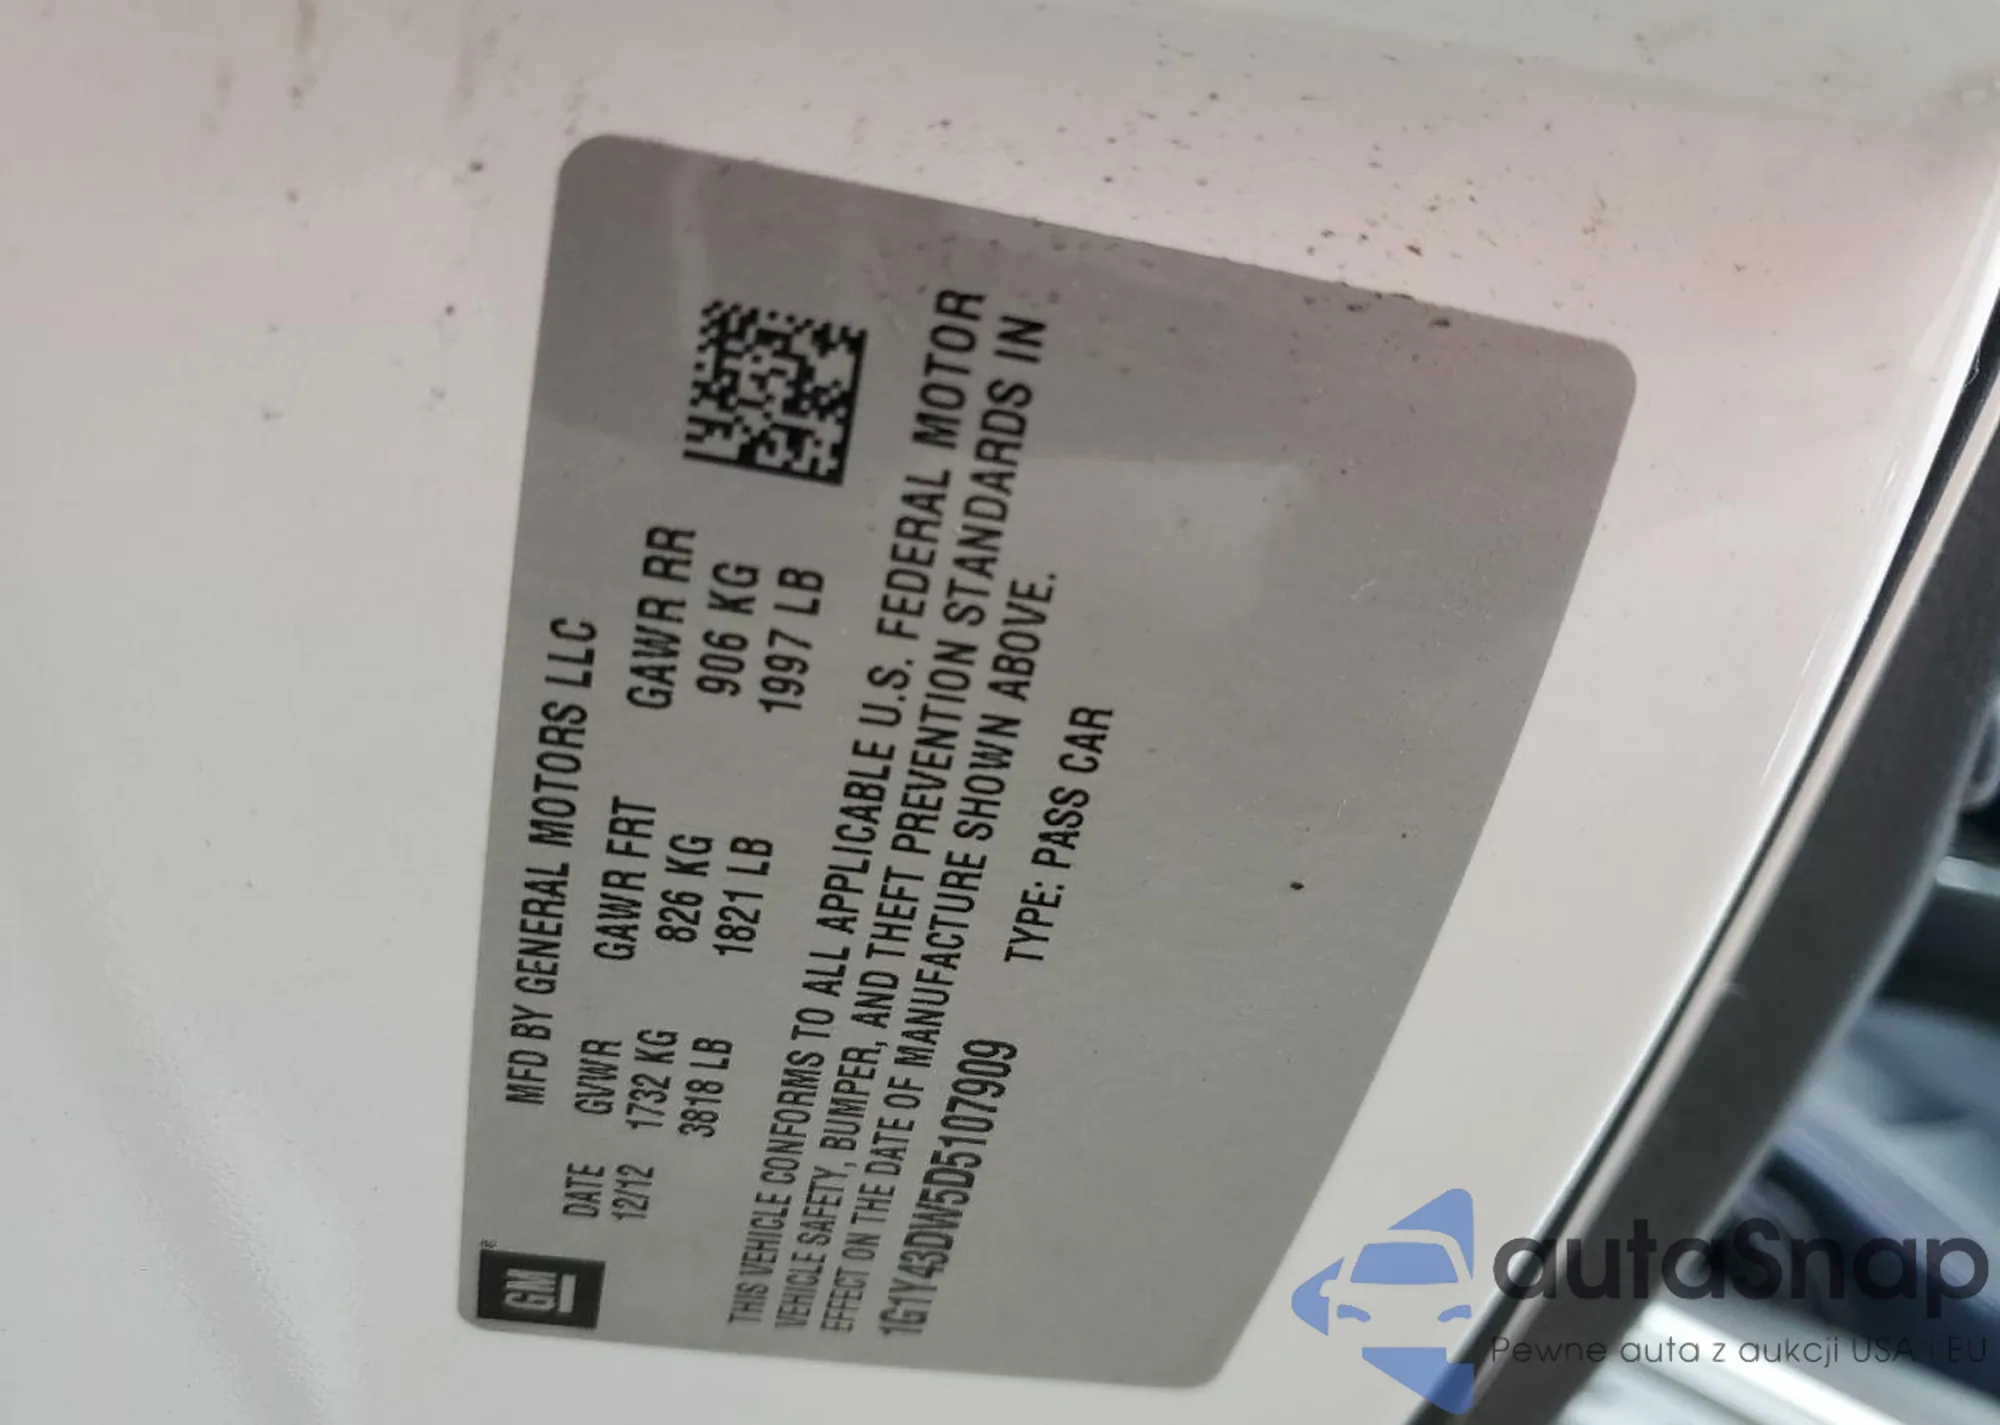 MFD BY GENERAL MOTORS LLC
DATE GVWR GAWR FRT GAWR RR
12/12 1732 KG 826 KG 906 KG
3818 LB 1821 LB 1997 LB
THIS VEHICLE CONFORMS TO ALL APPLICABLE U.S. FEDERAL MOTOR
VEHICLE SAFETY, BUMPER, AND THEFT PREVENTION STANDARDS IN
EFFECT ON THE DATE OF MANUFACTURE SHOWN ABOVE.
1G1Y43DW5D5107909 TYPE: PASS CAR
GM®
autaSnap
Pewne auta z aukcji USA i EU